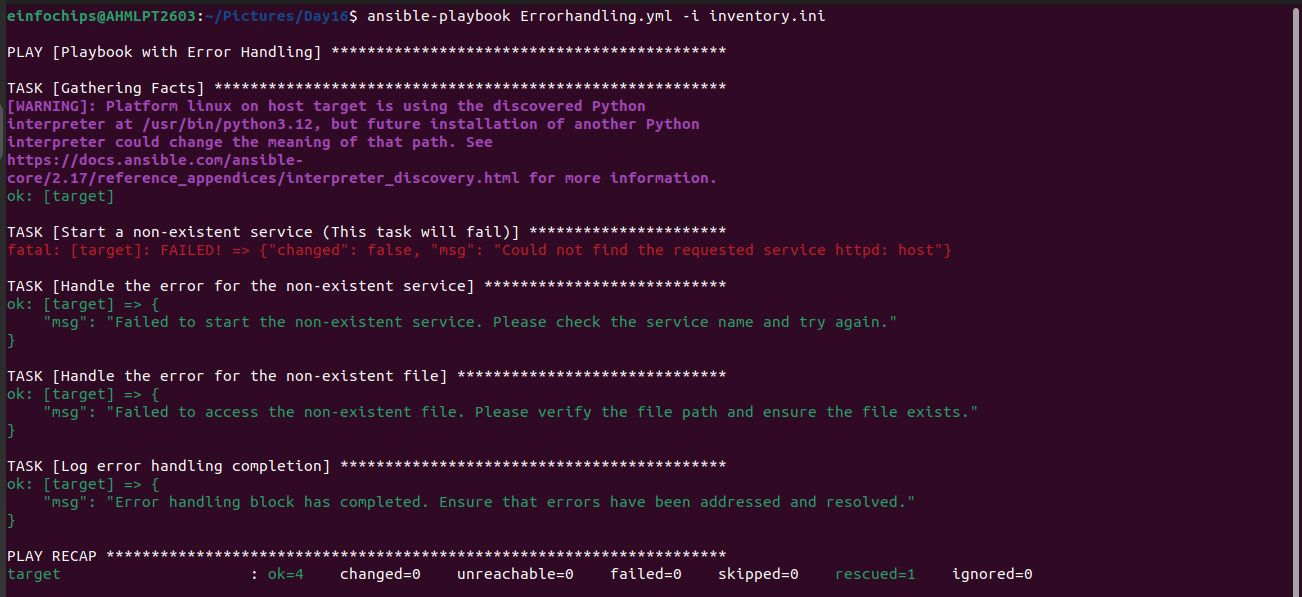 einfochips@AHMLPT2603:~/Pictures/Day16$ ansible-playbook Errorhandling.yml -i inventory.ini
PLAY [Playbook with Error Handling] ********************************************
TASK [Gathering Facts] *********************************************************
[WARNING]: Platform linux on host target is using the discovered Python
interpreter at /usr/bin/python3.12, but future installation of another Python
interpreter could change the meaning of that path. See
https://docs.ansible.com/ansible-
core/2.17/reference_appendices/interpreter_discovery.html for more information.
ok: [target]
TASK [Start a non-existent service (This task will fail)] **********************
fatal: [target]: FAILED! => {"changed": false, "msg": "Could not find the requested service httpd: host"}
TASK [Handle the error for the non-existent service] ***************************
ok: [target] => {
    "msg": "Failed to start the non-existent service. Please check the service name and try again."
}
TASK [Handle the error for the non-existent file] ******************************
ok: [target] => {
    "msg": "Failed to access the non-existent file. Please verify the file path and ensure the file exists."
}
TASK [Log error handling completion] *******************************************
ok: [target] => {
    "msg": "Error handling block has completed. Ensure that errors have been addressed and resolved."
}
PLAY RECAP *********************************************************************
target                     : ok=4    changed=0    unreachable=0    failed=0    skipped=0    rescued=1    ignored=0